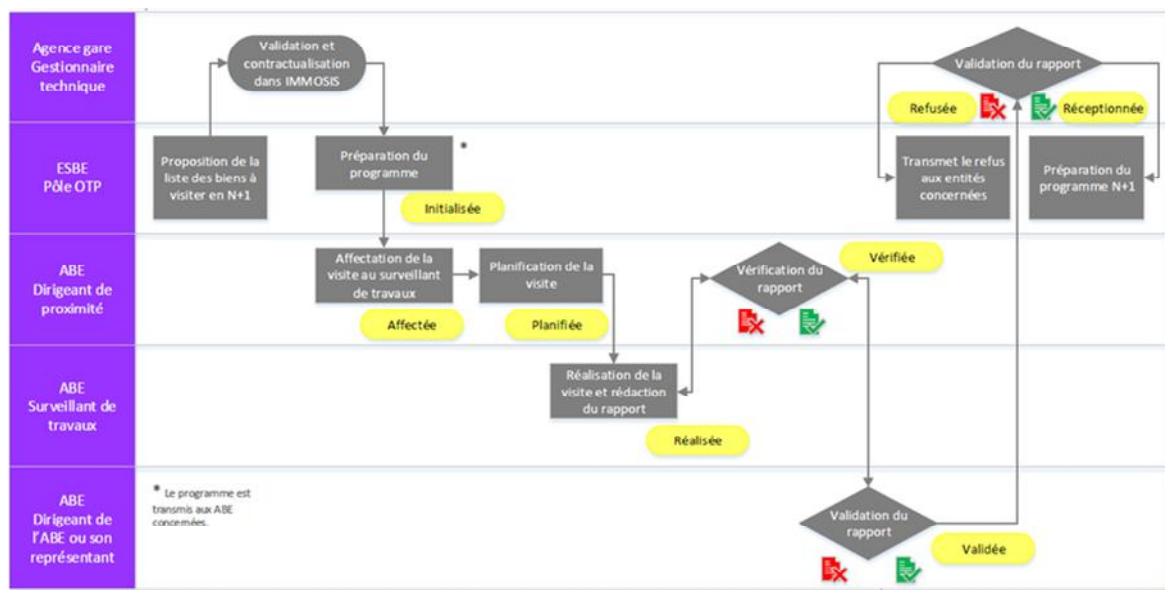 Agence gare
Gestionnaire
technique
Validation et
contractualisation
dans IMMOSIS
Validation du rapport
Refusée
Réceptionnée
ESBE
Pôle OTP
Proposition de la
liste des biens à
visiter en N+1
Préparation du
programme
*
Initialisée
Transmet le refus
aux entités
concernées
Préparation du
programme N+1
ABE
Dirigeant de
proximité
Affectation de la
visite au surveillant
de travaux
Affectée
Planification de la
visite
Planifiée
Vérification du
rapport
Vérifiée
ABE
Surveillant de
travaux
Réalisation de la
visite et rédaction
du rapport
Réalisée
ABE
Dirigeant de
l'ABE ou son
représentant
* Le programme est
transmis aux ABE
concernées.
Validation du
rapport
Validée